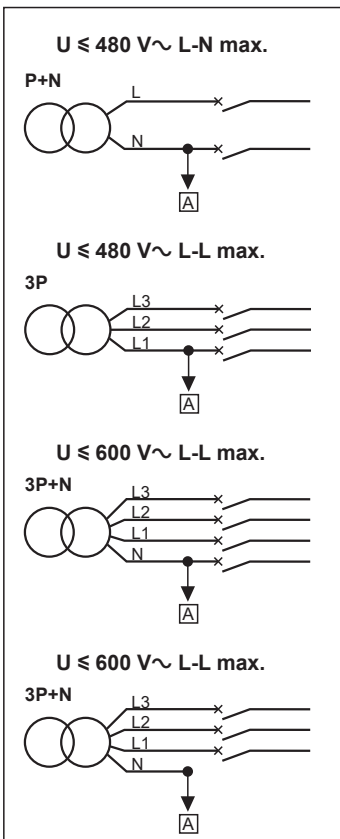 U ≤ 480 V∿ L-N max.
P+N
L
N
A
U ≤ 480 V∿ L-L max.
3P
L3
L2
L1
A
U ≤ 600 V∿ L-L max.
3P+N
L3
L2
L1
N
A
U ≤ 600 V∿ L-L max.
3P+N
L3
L2
L1
N
A